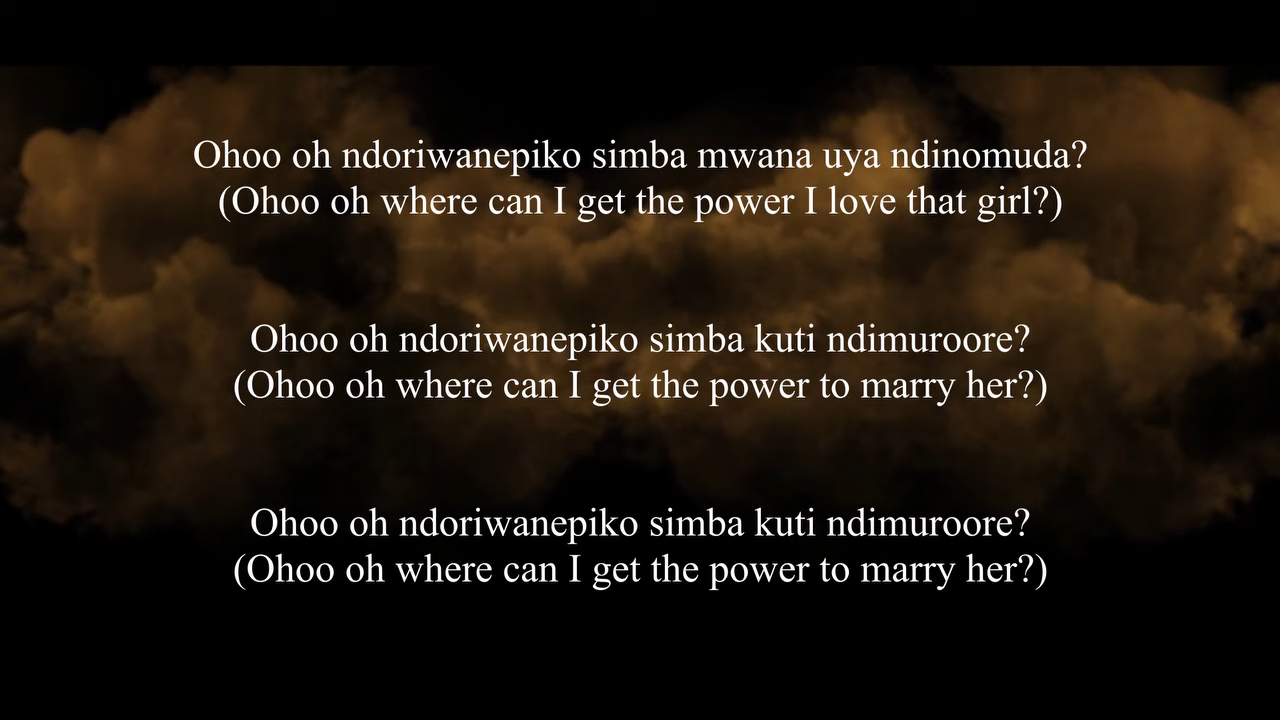 Ohoo oh ndoriwanepiko simba mwana uya ndinomuda?
(Ohoo oh where can I get the power I love that girl?)
Ohoo oh ndoriwanepiko simba kuti ndimuroore?
(Ohoo oh where can I get the power to marry her?)
Ohoo oh ndoriwanepiko simba kuti ndimuroore?
(Ohoo oh where can I get the power to marry her?)